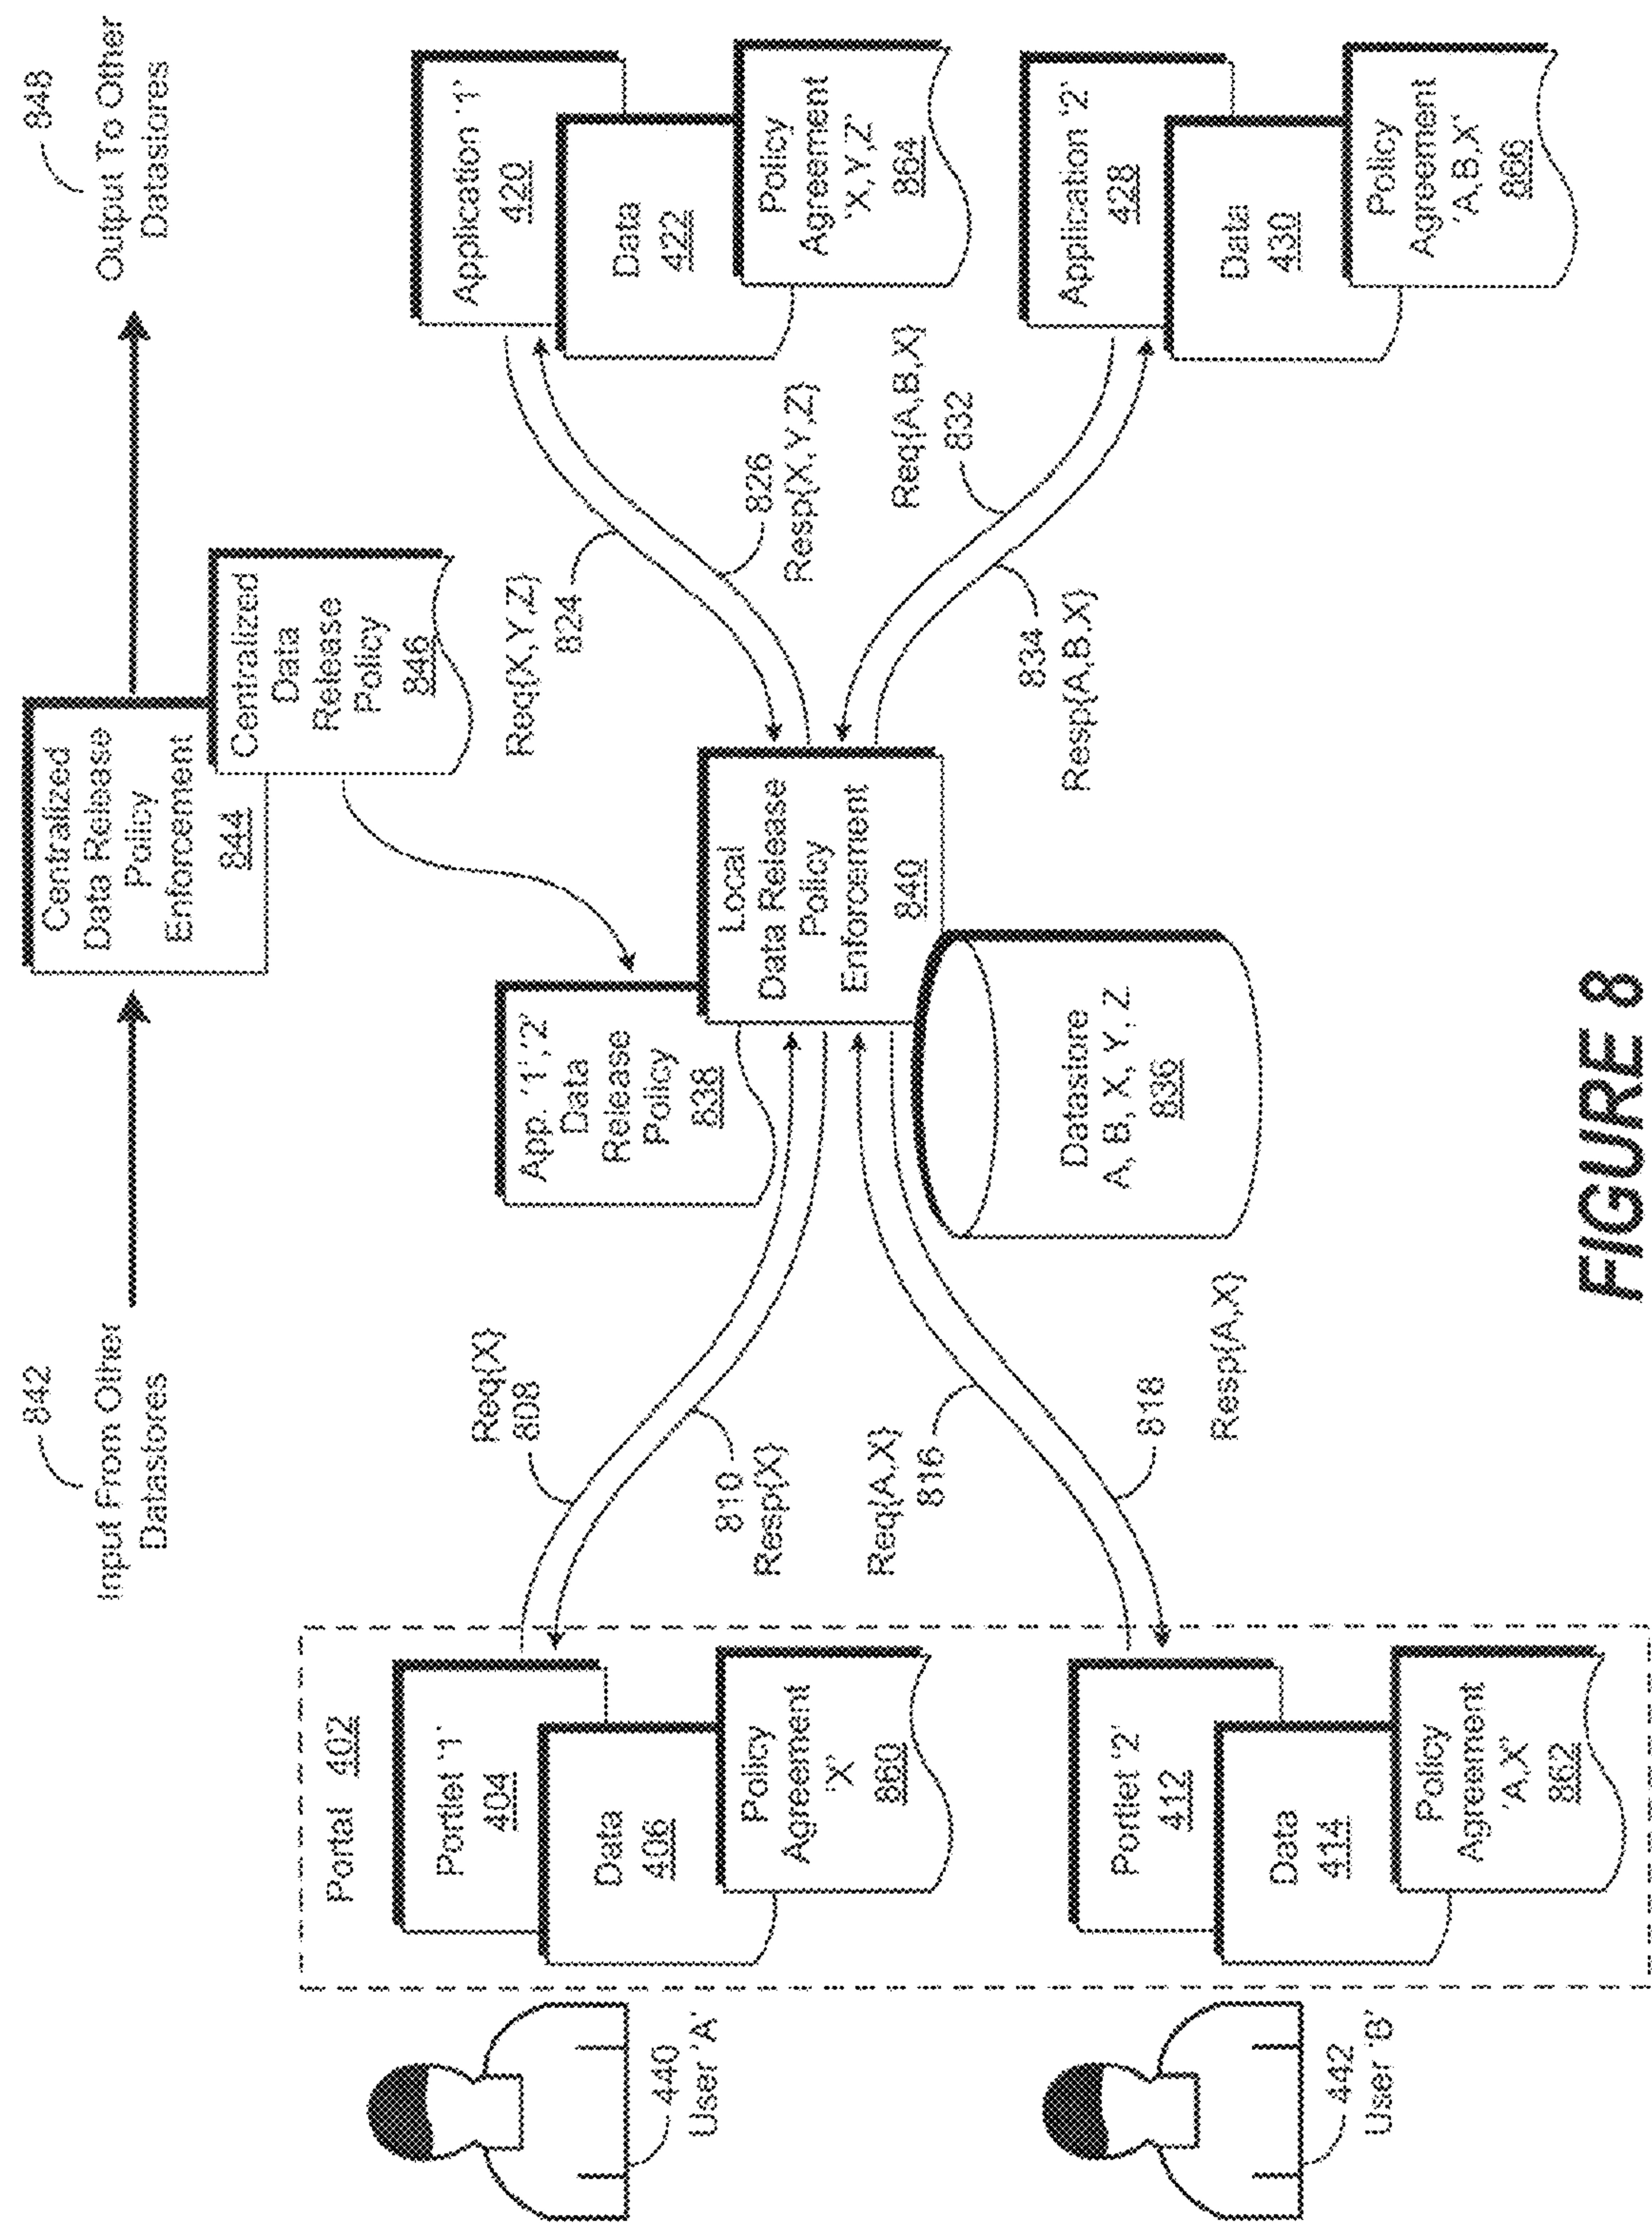 842
Input From Other
Datastores
Centralized
Data Release
Policy
Enforcement
844
Centralized
Data
Release
Policy
846
848
Output To Other
Datastores
Portal 402
Portlet '1'
404
Data
406
Policy
Agreement
'X'
860
440
User 'A'
Req{X}
808
810
Resp{X}
App. '1','2'
Data
Release
Policy
838
Local
Data Release
Policy
Enforcement
840
Req{X,Y,Z}
824
826
Resp{X,Y,Z}
Application '1'
420
Data
422
Policy
Agreement
'X,Y,Z'
864
Portlet '2'
412
Data
414
Policy
Agreement
'A,X'
862
442
User 'B'
Req{A,X}
816
818
Resp{A,X}
Datastore
A, B, X, Y, Z
836
Req{A,B,X}
832
834
Resp{A,B,X}
Application '2'
428
Data
430
Policy
Agreement
'A,B,X'
866
FIGURE 8